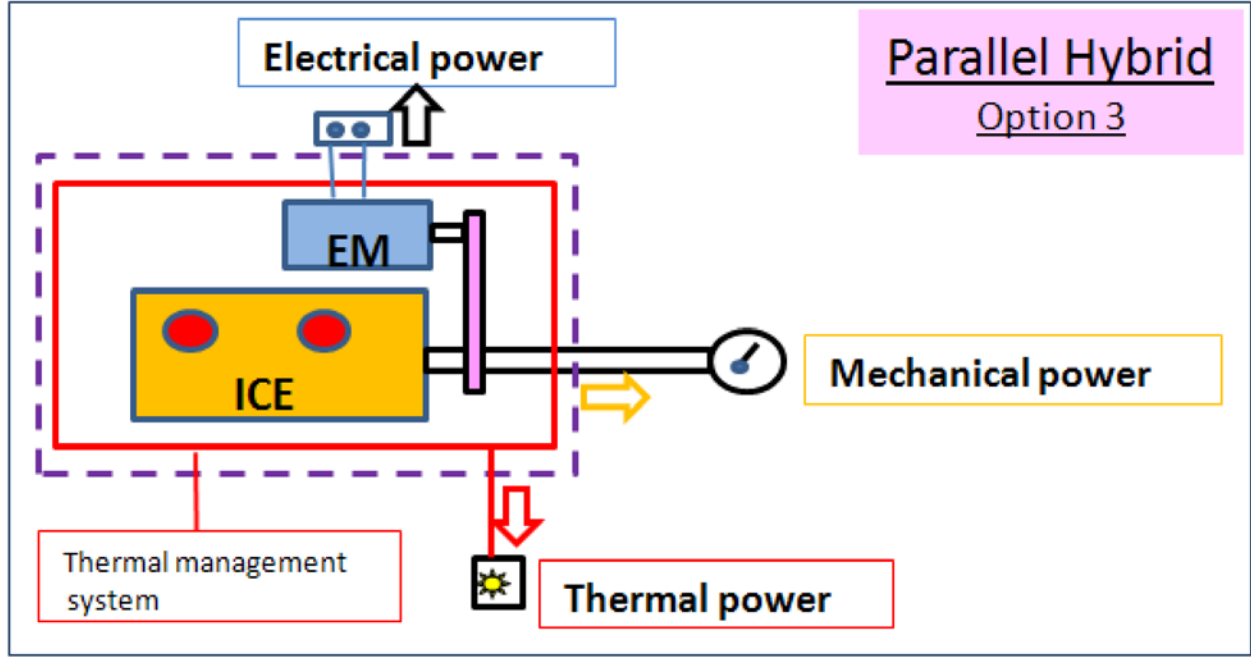 Electrical power
Parallel Hybrid
Option 3
EM
ICE
Mechanical power
Thermal management
system
Thermal power